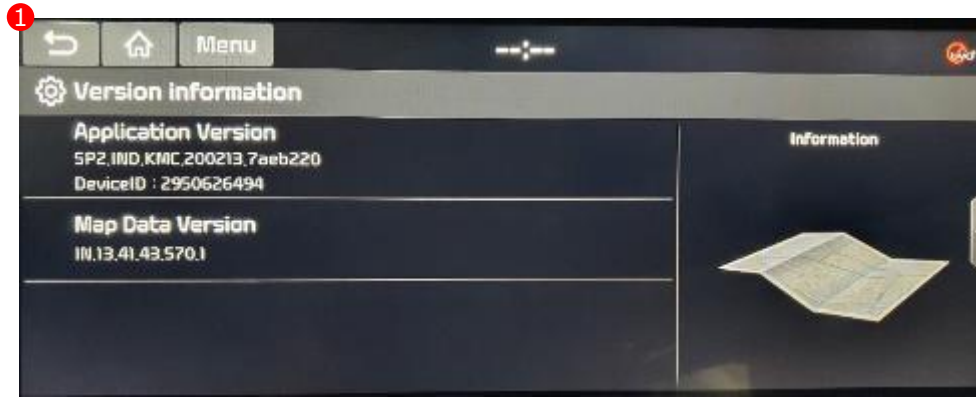 1
Menu
--:--
Version information
Application Version
SP2.IND.KMC.200213.7aeb220
DeviceID : 2950626494
Information
Map Data Version
IN.13.41.43.570.1